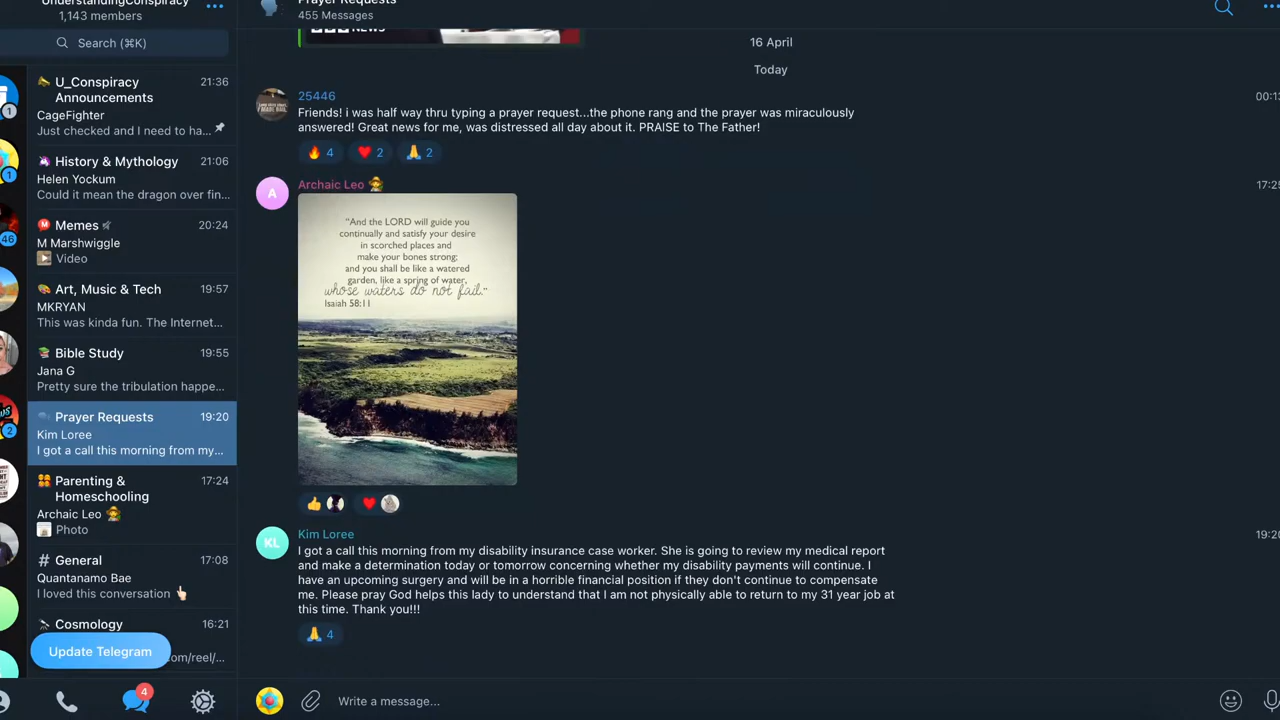 UnderstandingConspiracy
1,143 members
Search (⌘K)
U_Conspiracy
Announcements
21:36
CageFighter
Just checked and I need to ha...
History & Mythology
21:06
Helen Yockum
Could it mean the dragon over fin...
Memes
20:24
M Marshwiggle
Video
Art, Music & Tech
19:57
MKRYAN
This was kinda fun. The Internet...
Bible Study
19:55
Jana G
Pretty sure the tribulation happe...
Prayer Requests
19:20
Kim Loree
I got a call this morning from my...
Parenting &
Homeschooling
17:24
Archaic Leo
Photo
# General
17:08
Quantanamo Bae
I loved this conversation
Cosmology
16:21
.com/reel/...
Update Telegram
4
1
1
46
2
Prayer Requests
455 Messages
NEWS
16 April
Today
25446
Friends! i was half way thru typing a prayer request...the phone rang and the prayer was miraculously
answered! Great news for me, was distressed all day about it. PRAISE to The Father!
4 2 2
Archaic Leo
17:25
A
"And the LORD will guide you
continually and satisfy your desire
in scorched places and
make your bones strong;
and you shall be like a watered
garden, like a spring of water,
whose waters do not fail."
Isaiah 58:11
KL
Kim Loree
19:20
I got a call this morning from my disability insurance case worker. She is going to review my medical report
and make a determination today or tomorrow concerning whether my disability payments will continue. I
have an upcoming surgery and will be in a horrible financial position if they don't continue to compensate
me. Please pray God helps this lady to understand that I am not physically able to return to my 31 year job at
this time. Thank you!!!
4
Write a message...